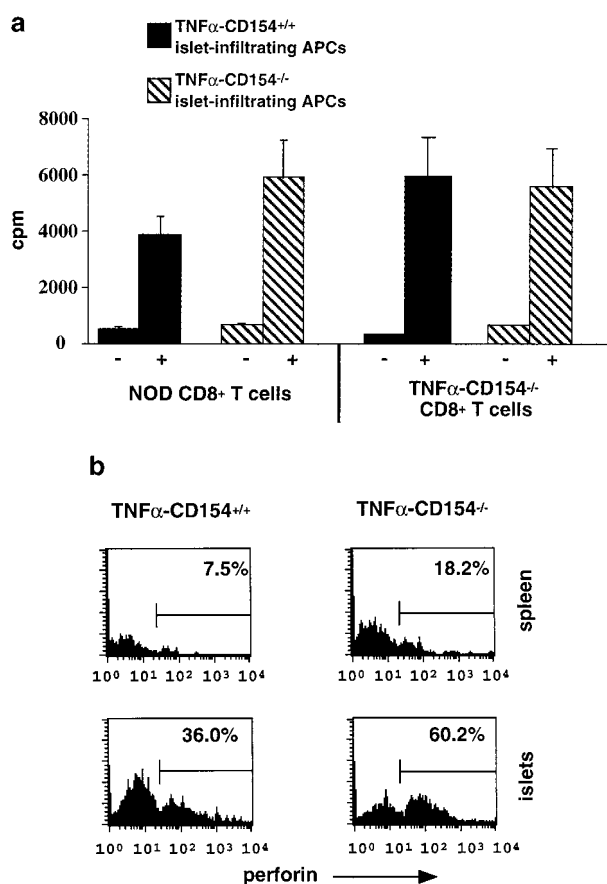 a
TNFα-CD154+/+
islet-infiltrating APCs
TNFα-CD154-/-
islet-infiltrating APCs
8000
6000
4000
2000
0
cpm
- + - + - + - +
NOD CD8+ T cells
TNFα-CD154-/-
CD8+ T cells
b
TNFα-CD154+/+ TNFα-CD154-/-
7.5% 18.2%
spleen
10⁰ 10¹ 10² 10³ 10⁴ 10⁰ 10¹ 10² 10³ 10⁴
36.0% 60.2%
islets
10⁰ 10¹ 10² 10³ 10⁴ 10⁰ 10¹ 10² 10³ 10⁴
perforin